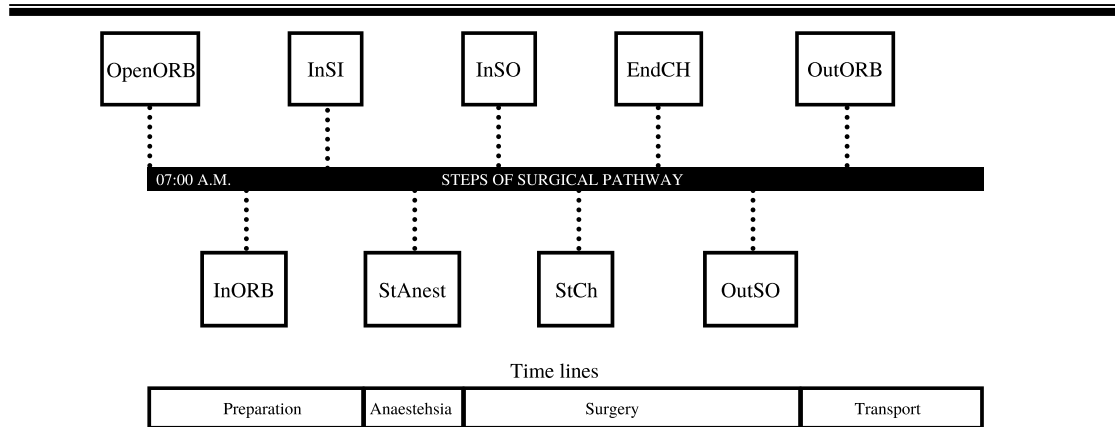 OpenORB InSI InSO EndCH OutORB
07:00 A.M. STEPS OF SURGICAL PATHWAY
InORB StAnest StCh OutSO
Time lines
Preparation Anaestehsia Surgery Transport